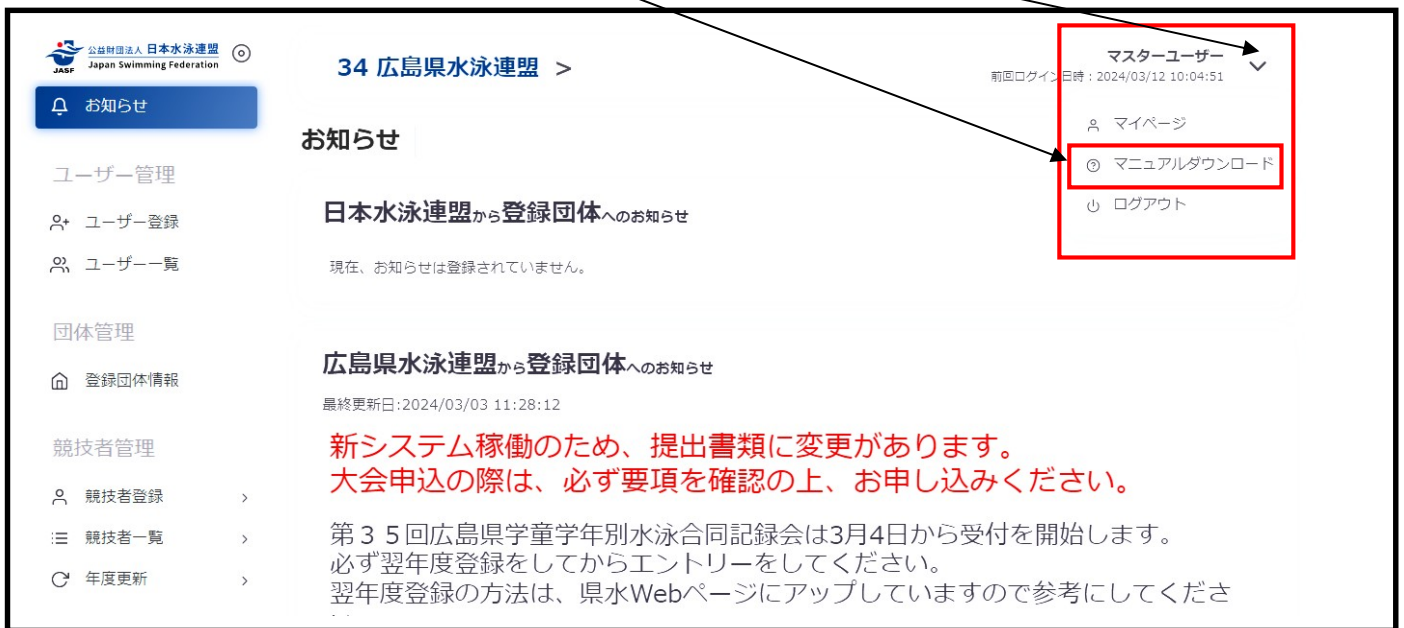 公益財団法人 日本水泳連盟
Japan Swimming Federation
JASF
お知らせ
ユーザー管理
ユーザー登録
ユーザー一覧
団体管理
登録団体情報
競技者管理
競技者登録
競技者一覧
年度更新
34 広島県水泳連盟 >
マスターユーザー
前回ログイン日時：2024/03/12 10:04:51
マイページ
マニュアルダウンロード
ログアウト
お知らせ
日本水泳連盟から登録団体へのお知らせ
現在、お知らせは登録されていません。
広島県水泳連盟から登録団体へのお知らせ
最終更新日:2024/03/03 11:28:12
新システム稼働のため、提出書類に変更があります。
大会申込の際は、必ず要項を確認の上、お申し込みください。
第３５回広島県学童学年別水泳合同記録会は3月4日から受付を開始します。
必ず翌年度登録をしてからエントリーをしてください。
翌年度登録の方法は、県水Webページにアップしていますので参考にしてくださ